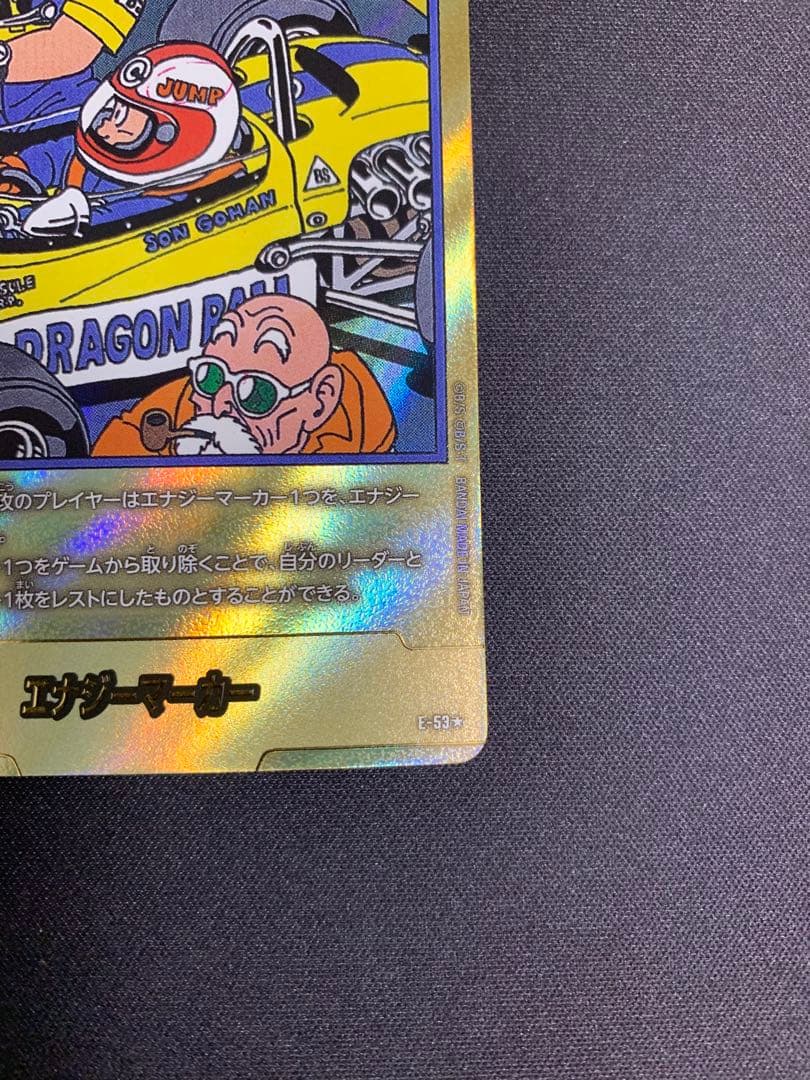 JUMP
BS
SON GOHAN
SULE
R.P.
DRAGON BALL
攻のプレイヤーはエナジーマーカー1つを、エナジー
。
1つをゲームから取り除くことで、自分のリーダーと
1枚をレストにしたものとすることができる。
エナジーマーカー
E-53★
©B/S ©B/S・T BANDAI MADE IN JAPAN